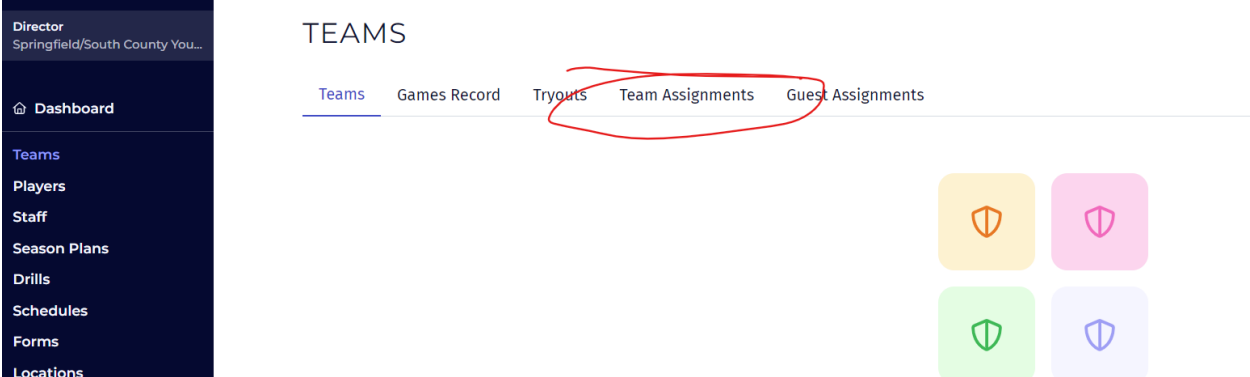 Director
Springfield/South County You...
Dashboard
Teams
Players
Staff
Season Plans
Drills
Schedules
Forms
Locations
TEAMS
Teams Games Record Tryouts Team Assignments Guest Assignments